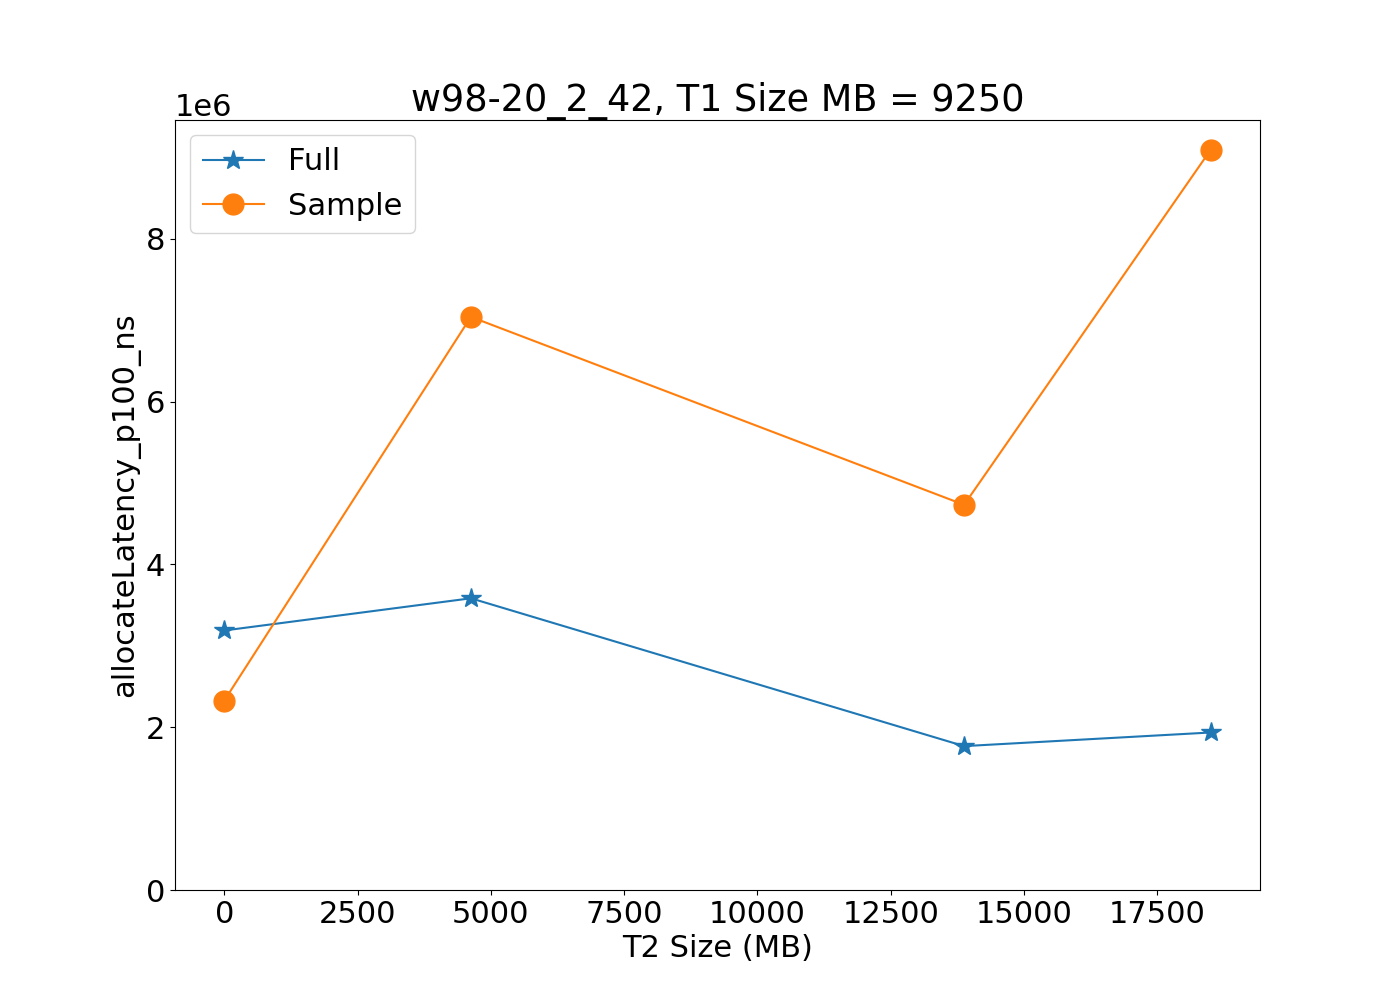 w98-20_2_42, T1 Size MB = 9250
1e6
Full
Sample
8
6
4
2
0
allocateLatency_p100_ns
0 2500 5000 7500 10000 12500 15000 17500
T2 Size (MB)